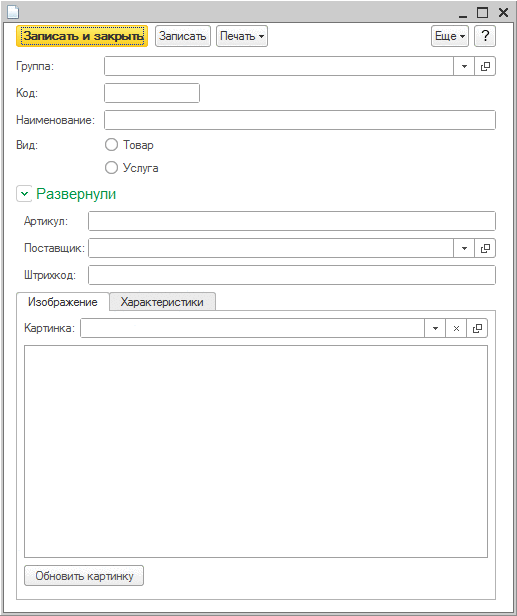 Записать и закрыть Записать Печать Еще ?
Группа:
Код:
Наименование:
Вид: Товар
Услуга
Развернули
Артикул:
Поставщик:
Штрихкод:
Изображение Характеристики
Картинка:
Обновить картинку